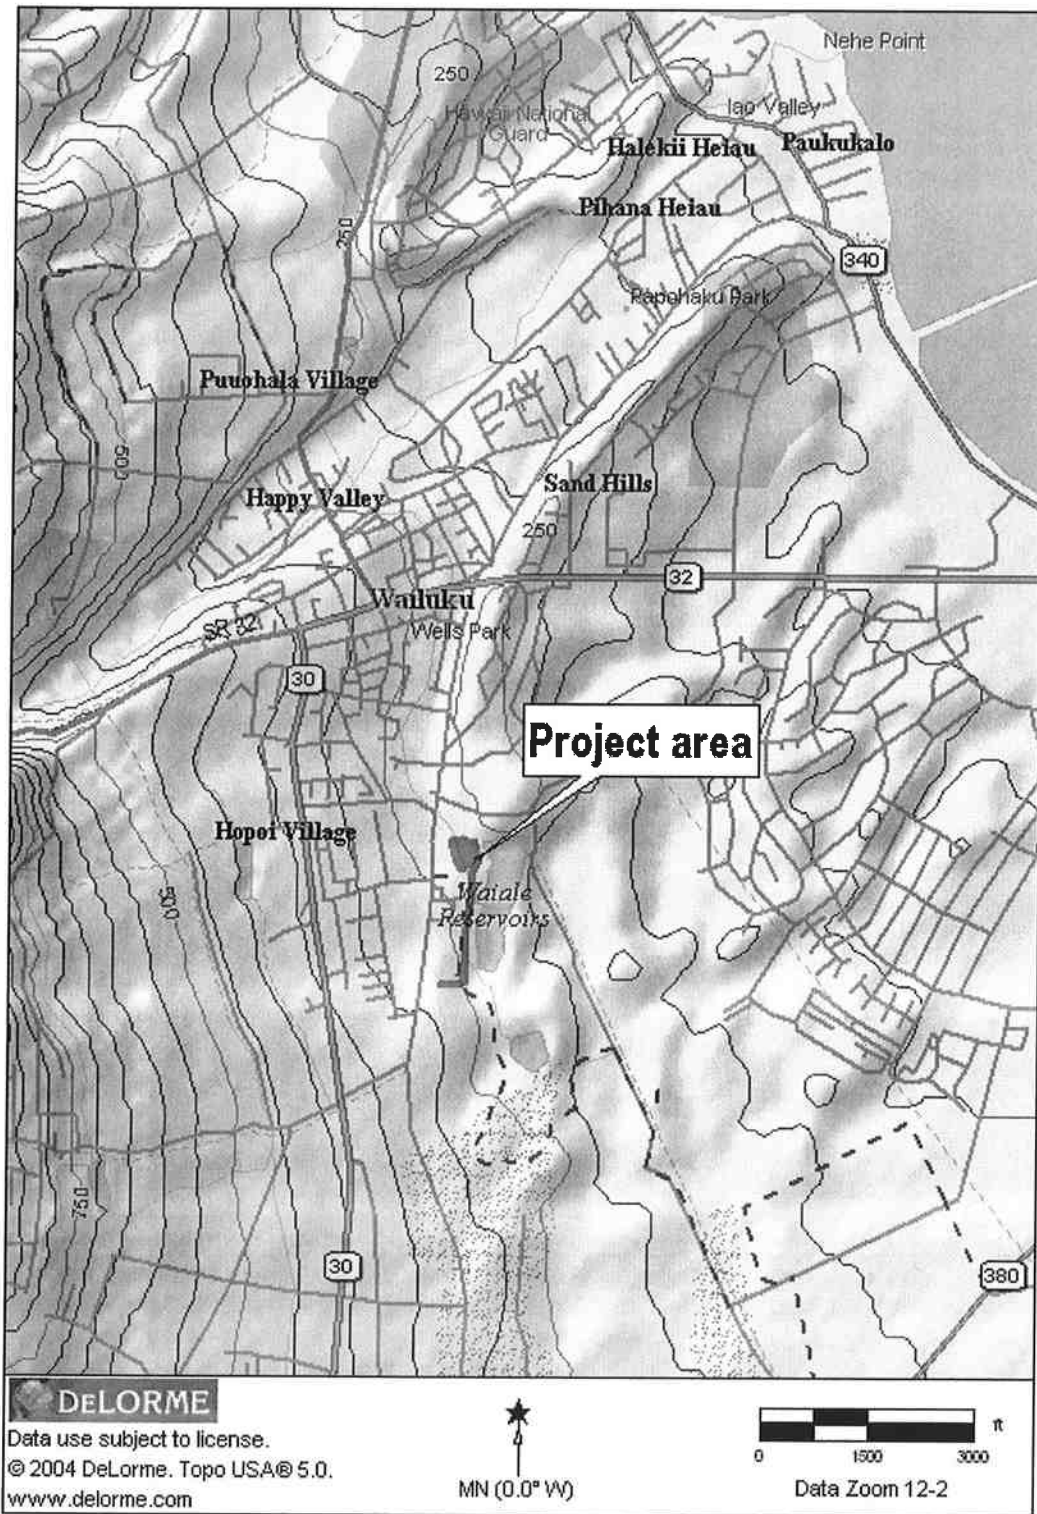 Nehe Point
250
Hawaii National
Guard
Iao Valley
Halekii Heiau
Paukukalo
Pihana Heiau
250
340
Papohaku Park
Puuohala Village
500
Sand Hills
Happy Valley
250
32
Wailuku
SR 32
Wells Park
30
Project area
Hopoi Village
500
Waiale
Reservoirs
750
30
380
DELORME
Data use subject to license.
© 2004 DeLorme. Topo USA® 5.0.
www.delorme.com
MN (0.0° W)
ft
0 1500 3000
Data Zoom 12-2